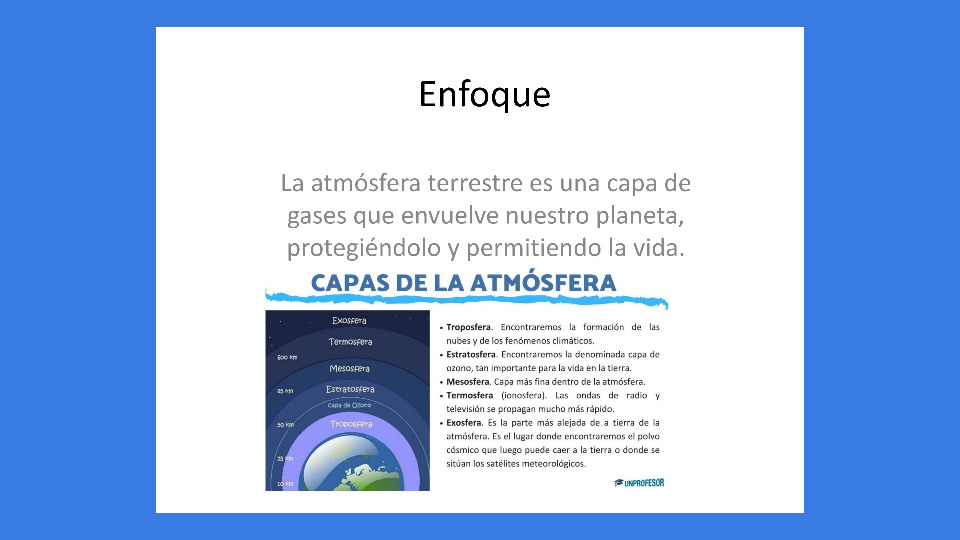 Enfoque
La atmósfera terrestre es una capa de
gases que envuelve nuestro planeta,
protegiéndolo y permitiendo la vida.
CAPAS DE LA ATMÓSFERA
Exosfera
Termosfera
600 km
Mesosfera
85 km
Estratosfera
Capa de Ozono
50 km
Troposfera
25 km
10 km
• Troposfera. Encontraremos la formación de las
nubes y de los fenómenos climáticos.
• Estratosfera. Encontraremos la denominada capa de
ozono, tan importante para la vida en la tierra.
• Mesosfera. Capa más fina dentro de la atmósfera.
• Termosfera (ionosfera). Las ondas de radio y
televisión se propagan mucho más rápido.
• Exosfera. Es la parte más alejada de a tierra de la
atmósfera. Es el lugar donde encontraremos el polvo
cósmico que luego puede caer a la tierra o donde se
sitúan los satélites meteorológicos.
UNPROFESOR